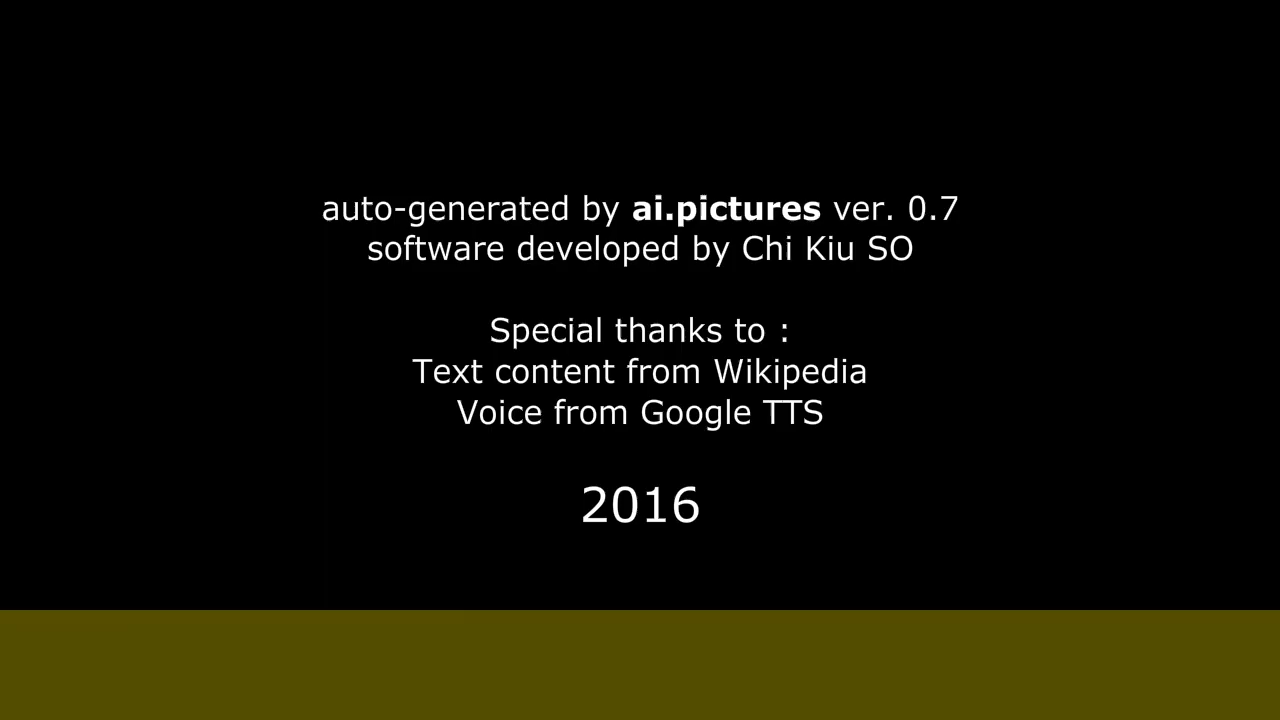 auto-generated by ai.pictures ver. 0.7
software developed by Chi Kiu SO
Special thanks to :
Text content from Wikipedia
Voice from Google TTS
2016